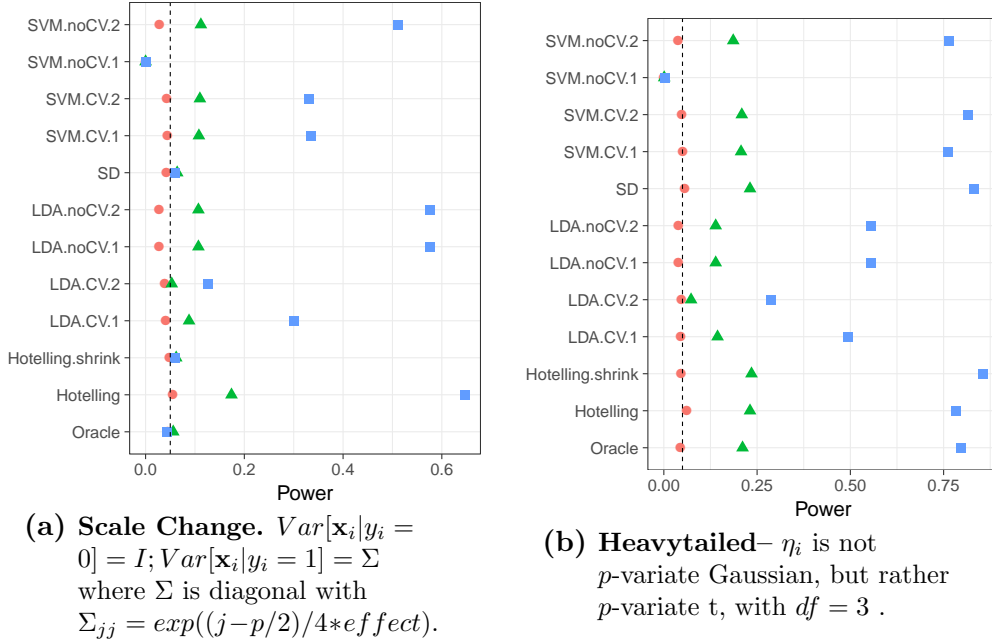 SVM.noCV.2
SVM.noCV.1
SVM.CV.2
SVM.CV.1
SD
LDA.noCV.2
LDA.noCV.1
LDA.CV.2
LDA.CV.1
Hotelling.shrink
Hotelling
Oracle
0.0 0.2 0.4 0.6
Power
(a) Scale Change. Var[x_i|y_i =
0] = I; Var[x_i|y_i = 1] = Σ
where Σ is diagonal with
Σ_jj = exp((j−p/2)/4∗effect).
SVM.noCV.2
SVM.noCV.1
SVM.CV.2
SVM.CV.1
SD
LDA.noCV.2
LDA.noCV.1
LDA.CV.2
LDA.CV.1
Hotelling.shrink
Hotelling
Oracle
0.00 0.25 0.50 0.75
Power
(b) Heavytailed– η_i is not
p-variate Gaussian, but rather
p-variate t, with df = 3 .